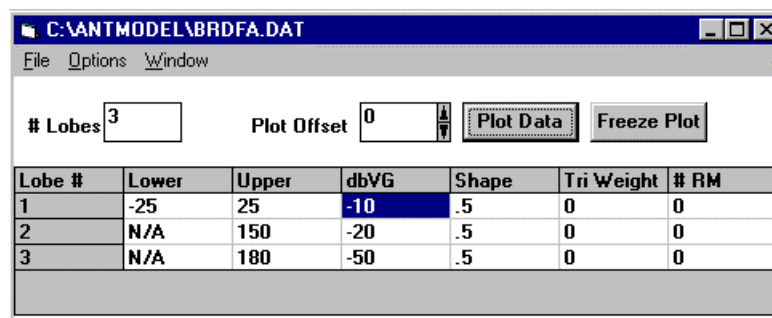 C:\ANTMODEL\BRDFA.DAT
File Options Window
# Lobes 3 Plot Offset 0 Plot Data Freeze Plot
Lobe # Lower Upper dbVG Shape Tri Weight # RM
1 -25 25 -10 .5 0 0
2 N/A 150 -20 .5 0 0
3 N/A 180 -50 .5 0 0